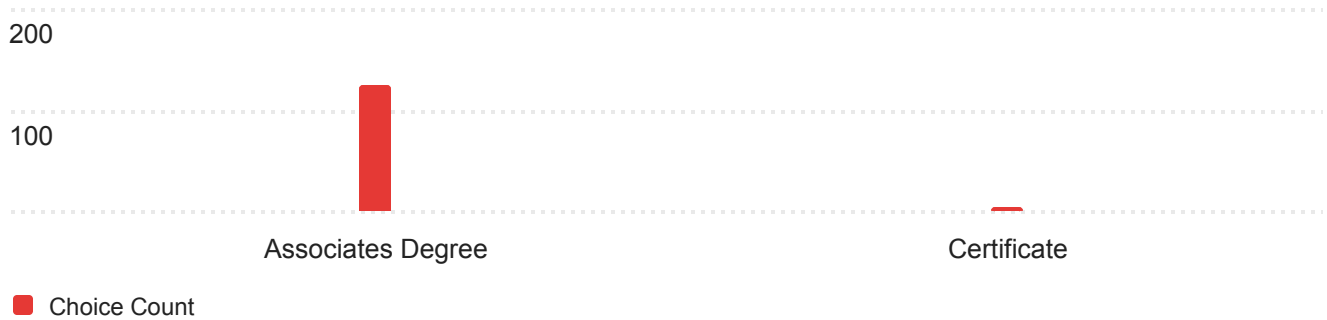 200
100
Associates Degree
Certificate
Choice Count